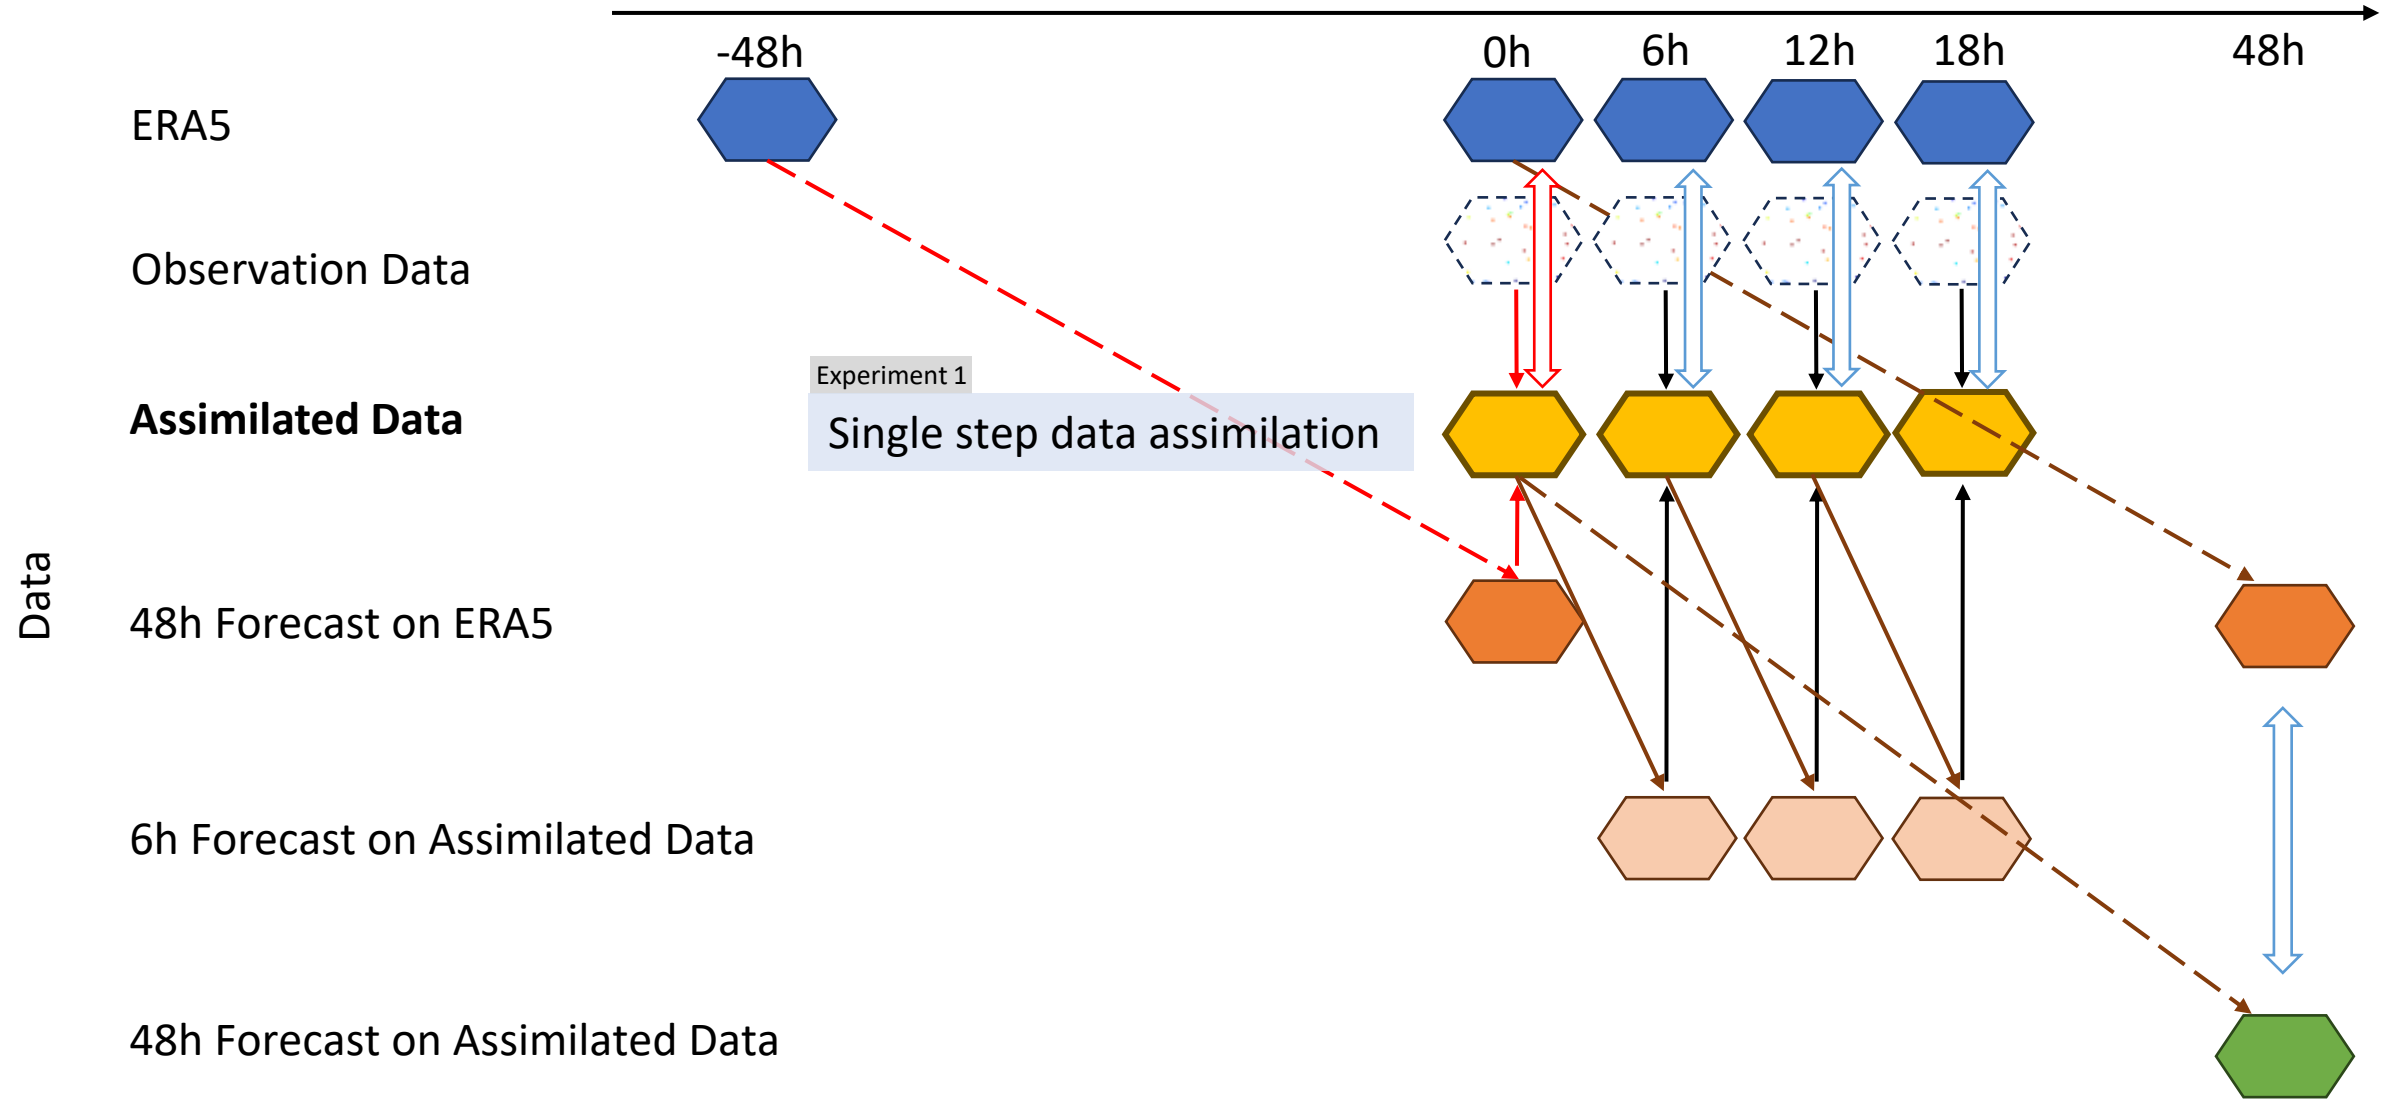 -48h
0h
6h
12h
18h
48h
ERA5
Observation Data
Experiment 1
Assimilated Data
Single step data assimilation
Data
48h Forecast on ERA5
6h Forecast on Assimilated Data
48h Forecast on Assimilated Data